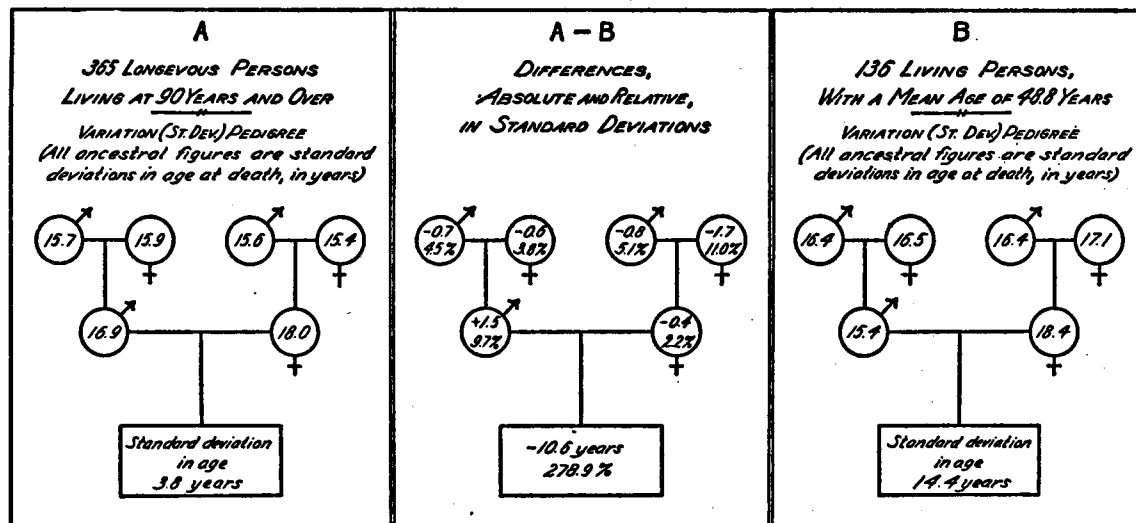 A
365 LONGEVOUS PERSONS
LIVING AT 90 YEARS AND OVER
VARIATION (ST. DEV.) PEDIGREE
(All ancestral figures are standard
deviations in age at death, in years)
15.7
15.9
15.6
15.4
16.9
18.0
Standard deviation
in age
3.8 years
A – B
DIFFERENCES,
ABSOLUTE AND RELATIVE,
IN STANDARD DEVIATIONS
-0.7
4.5%
-0.6
3.8%
-0.8
5.1%
-1.7
11.0%
+1.5
9.7%
-0.4
2.2%
-10.6 years
278.9 %
B
136 LIVING PERSONS,
WITH A MEAN AGE OF 48.8 YEARS
VARIATION (ST. DEV.) PEDIGREE
(All ancestral figures are standard
deviations in age at death, in years)
16.4
16.5
16.4
17.1
15.4
18.4
Standard deviation
in age
14.4 years